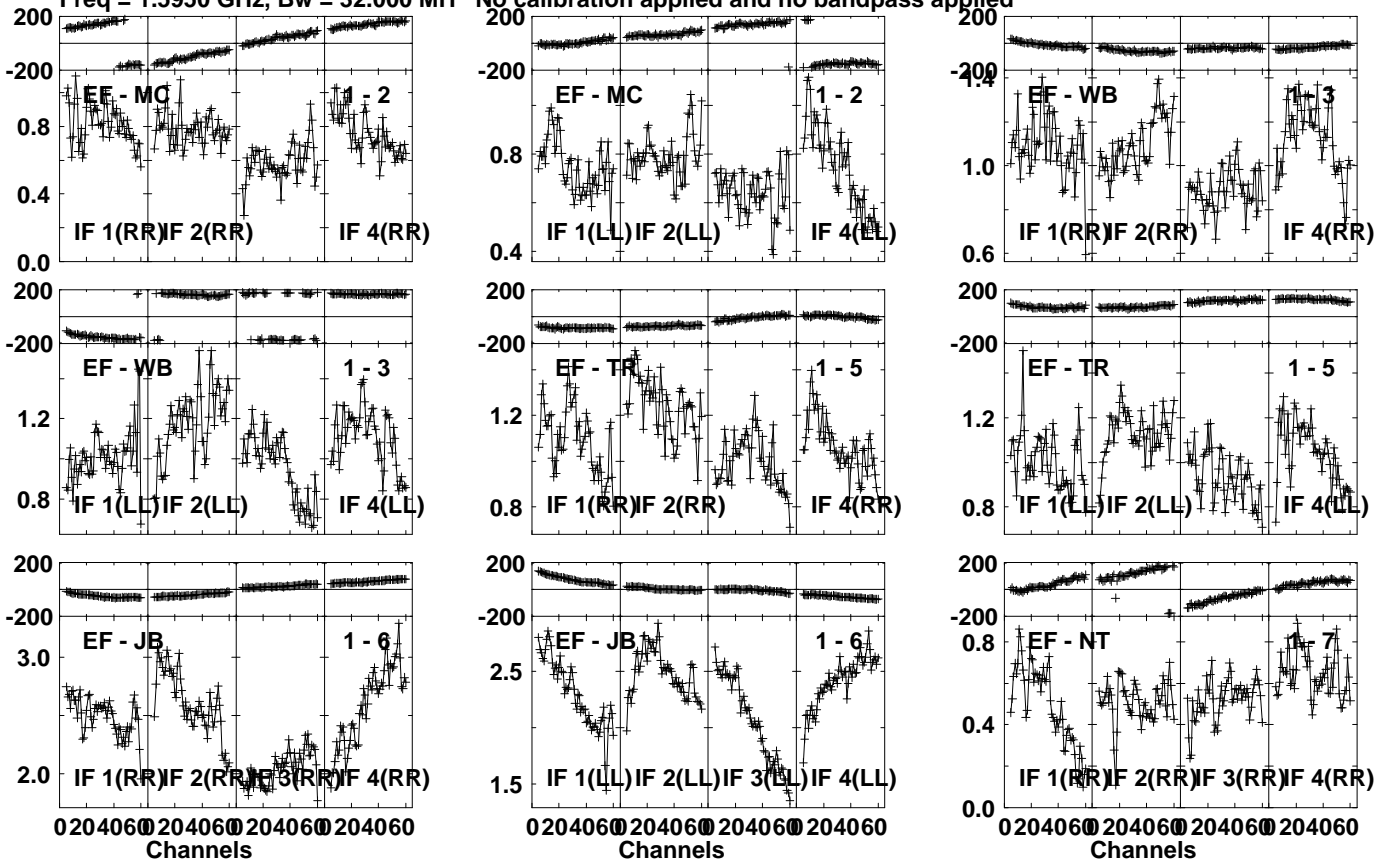 Freq = 1.5950 GHz, Bw = 32.000 MH No calibration applied and no bandpass applied
200
-200
EF - MC 1 - 2
0.8
0.4
0.0
IF 1(RR) IF 2(RR) IF 4(RR)
200
-200
EF - MC 1 - 2
0.8
0.4
IF 1(LL) IF 2(LL) IF 4(LL)
200
-200
1.4
EF - WB 1 - 3
1.0
0.6
IF 1(RR) IF 2(RR) IF 4(RR)
200
-200
EF - WB 1 - 3
1.2
0.8
IF 1(LL) IF 2(LL) IF 4(LL)
200
-200
EF - TR 1 - 5
1.2
0.8
IF 1(RR) IF 2(RR) IF 4(RR)
200
-200
EF - TR 1 - 5
1.2
0.8
IF 1(LL) IF 2(LL) IF 4(LL)
200
-200
EF - JB 1 - 6
3.0
2.0
IF 1(RR) IF 2(RR) IF 3(RR) IF 4(RR)
0 20 40 60 0 20 40 60 0 20 40 60 0 20 40 60
Channels
200
-200
EF - JB 1 - 6
2.5
1.5
IF 1(LL) IF 2(LL) IF 3(LL) IF 4(LL)
0 20 40 60 0 20 40 60 0 20 40 60 0 20 40 60
Channels
200
-200
EF - NT 1 - 7
0.8
0.4
0.0
IF 1(RR) IF 2(RR) IF 3(RR) IF 4(RR)
0 20 40 60 0 20 40 60 0 20 40 60 0 20 40 60
Channels